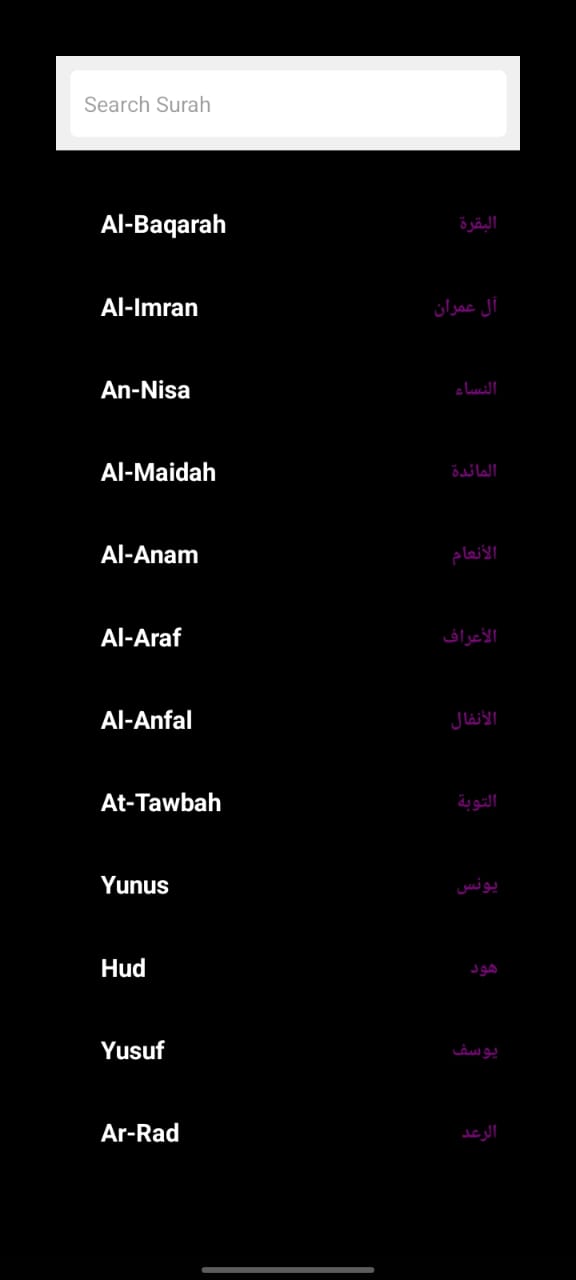 Search Surah
Al-Baqarah البقرة
Al-Imran آل عمران
An-Nisa النساء
Al-Maidah المائدة
Al-Anam الأنعام
Al-Araf الأعراف
Al-Anfal الأنفال
At-Tawbah التوبة
Yunus يونس
Hud هود
Yusuf يوسف
Ar-Rad الرعد